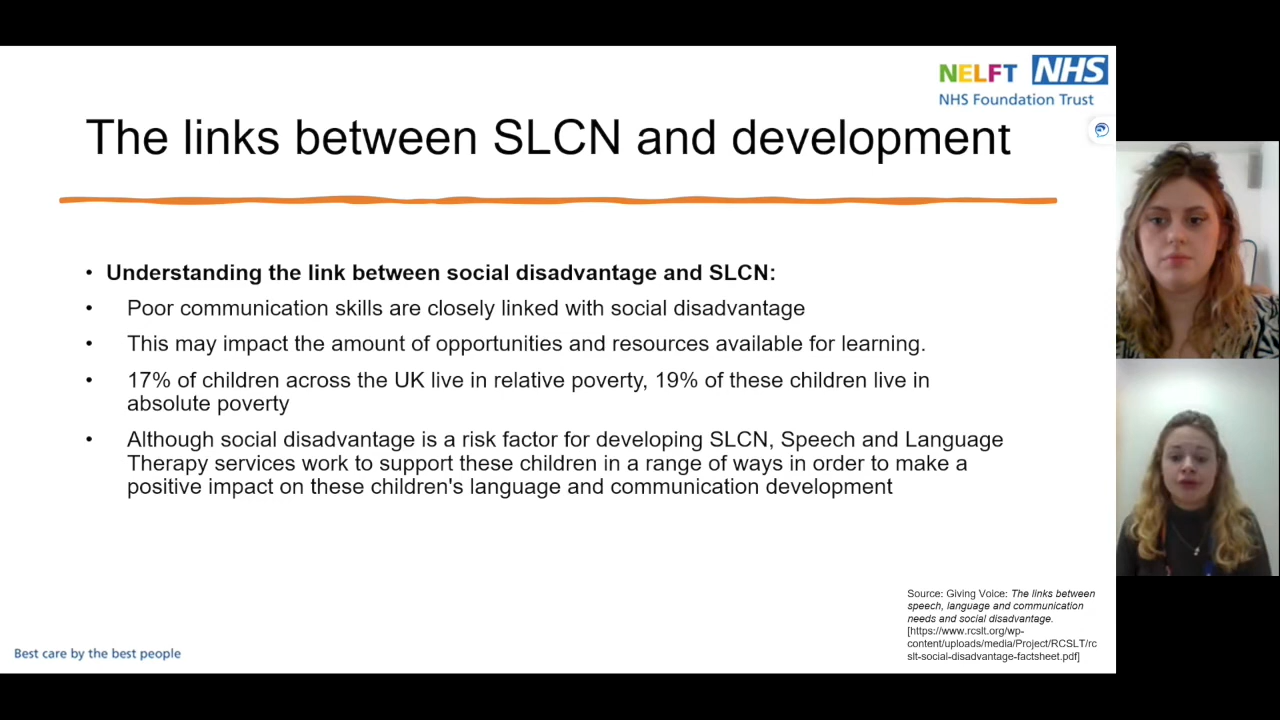 NELFT NHS
NHS Foundation Trust
The links between SLCN and development
• Understanding the link between social disadvantage and SLCN:
• Poor communication skills are closely linked with social disadvantage
• This may impact the amount of opportunities and resources available for learning.
• 17% of children across the UK live in relative poverty, 19% of these children live in
absolute poverty
• Although social disadvantage is a risk factor for developing SLCN, Speech and Language
Therapy services work to support these children in a range of ways in order to make a
positive impact on these children's language and communication development
Source: Giving Voice: The links between
speech, language and communication
needs and social disadvantage.
[https://www.rcslt.org/wp-
content/uploads/media/Project/RCSLT/rc
slt-social-disadvantage-factsheet.pdf]
Best care by the best people